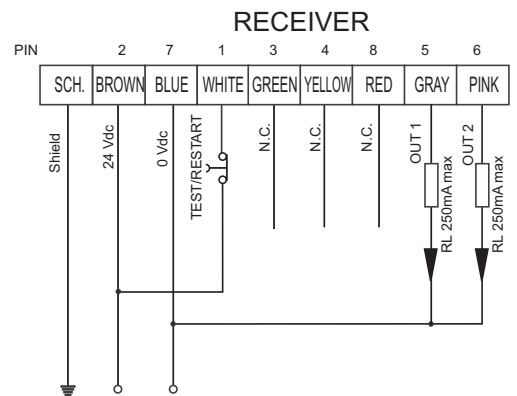 RECEIVER
PIN 2 7 1 3 4 8 5 6
SCH. BROWN BLUE WHITE GREEN YELLOW RED GRAY PINK
Shield
24 Vdc
0 Vdc
TEST/RESTART
N.C.
N.C.
N.C.
OUT 1
RL 250mA max
OUT 2
RL 250mA max